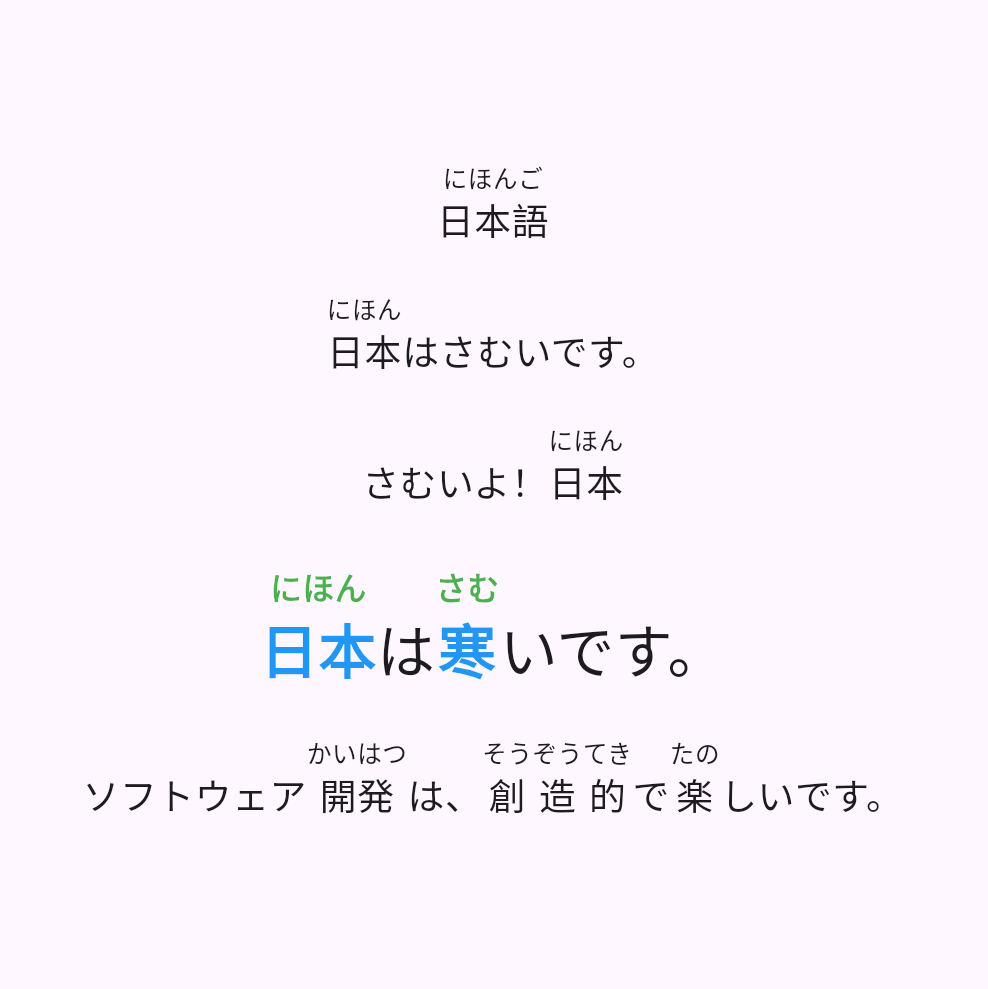 にほんご
日本語
にほん
日本はさむいです。
にほん
さむいよ！日本
にほん さむ
日本は寒いです。
かいはつ そうぞうてき たの
ソフトウェア開発は、創造的で楽しいです。